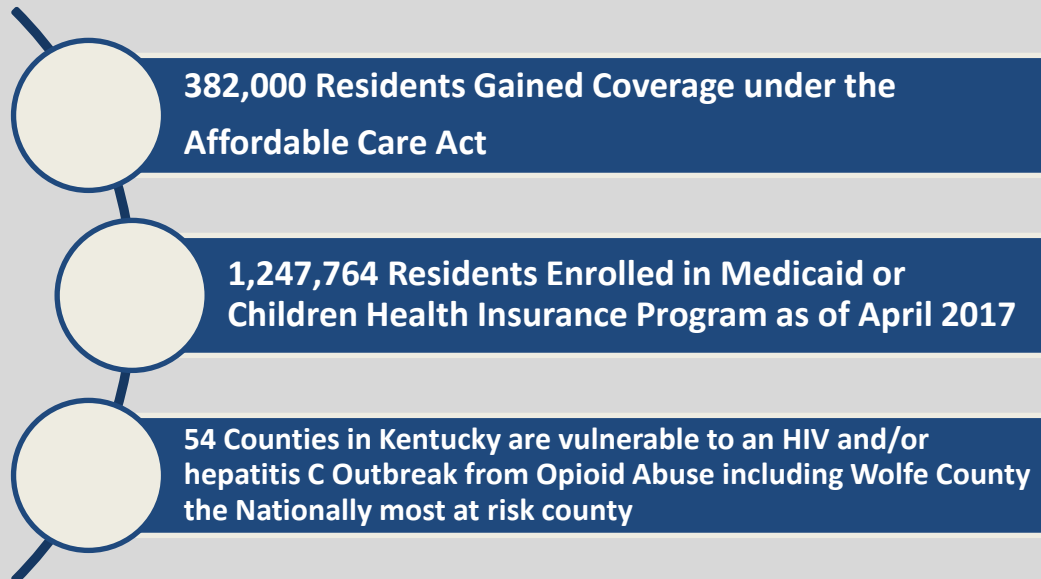 382,000 Residents Gained Coverage under the
Affordable Care Act
1,247,764 Residents Enrolled in Medicaid or
Children Health Insurance Program as of April 2017
54 Counties in Kentucky are vulnerable to an HIV and/or
hepatitis C Outbreak from Opioid Abuse including Wolfe County
the Nationally most at risk county